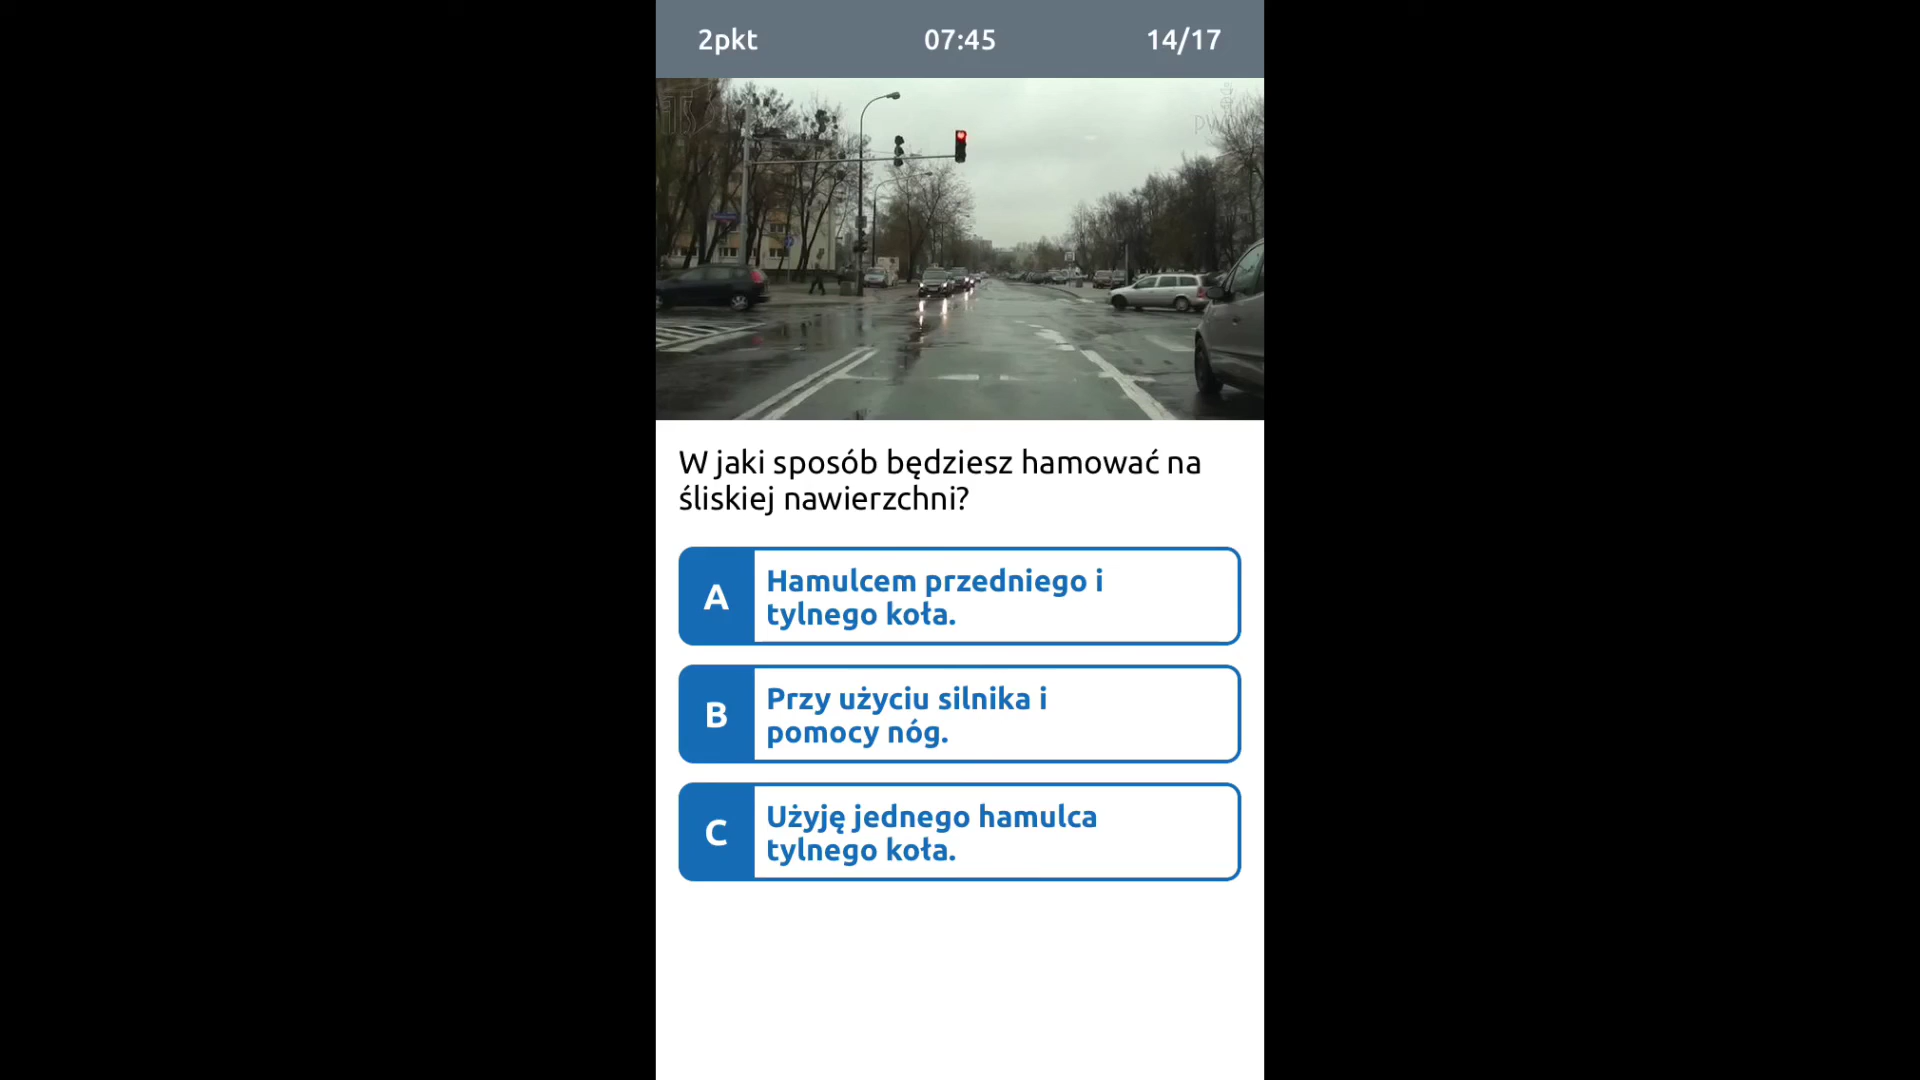 2pkt
07:45
14/17
W jaki sposób będziesz hamować na
śliskiej nawierzchni?
A
Hamulcem przedniego i
tylnego koła.
B
Przy użyciu silnika i
pomocy nóg.
C
Użyję jednego hamulca
tylnego koła.